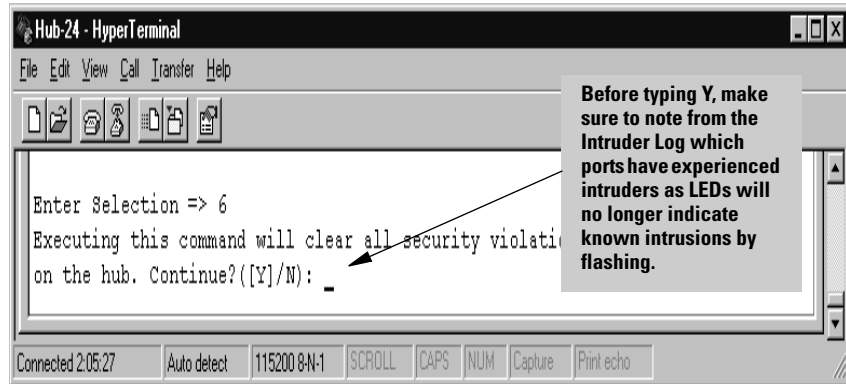 Hub-24 - HyperTerminal
File Edit View Call Transfer Help
Before typing Y, make
sure to note from the
Intruder Log which
ports have experienced
intruders as LEDs will
no longer indicate
known intrusions by
flashing.
Enter Selection => 6
Executing this command will clear all security violati
on the hub. Continue?([Y]/N): _
Connected 2:05:27 Auto detect 115200 8-N-1 SCROLL CAPS NUM Capture Print echo